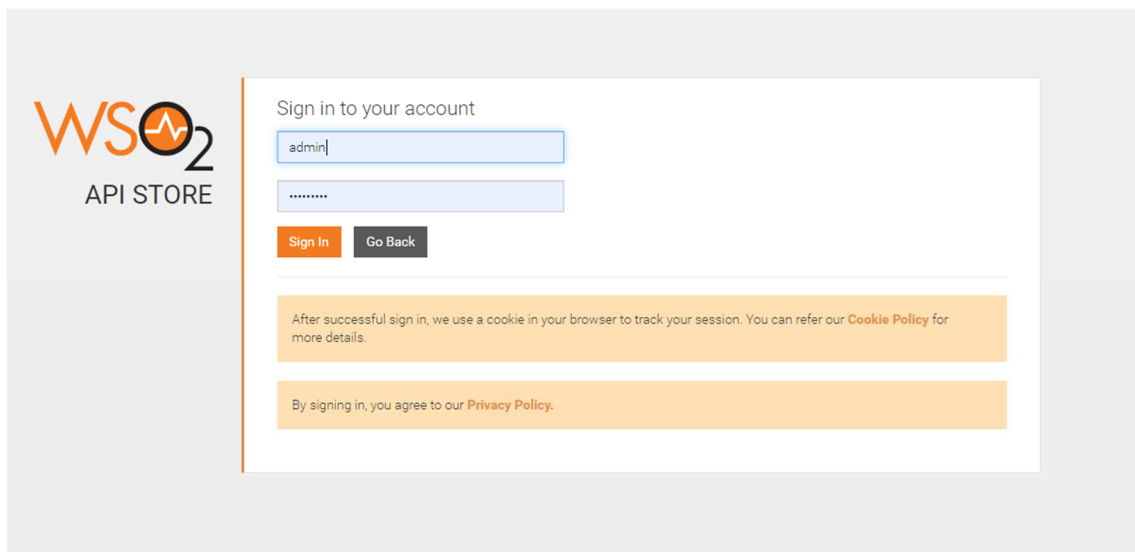 WSO2
API STORE
Sign in to your account
admin
•••••••••
Sign In Go Back
After successful sign in, we use a cookie in your browser to track your session. You can refer our Cookie Policy for
more details.
By signing in, you agree to our Privacy Policy.